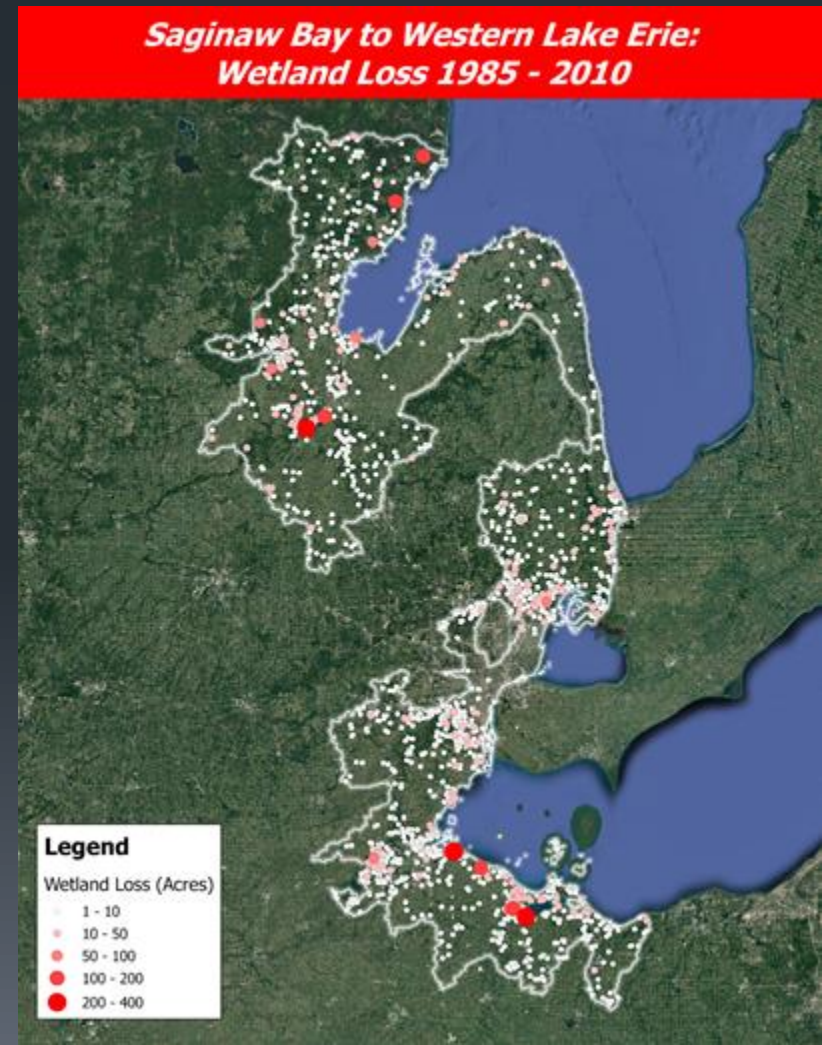 Saginaw Bay to Western Lake Erie:
Wetland Loss 1985 - 2010
Legend
Wetland Loss (Acres)
1 - 10
10 - 50
50 - 100
100 - 200
200 - 400